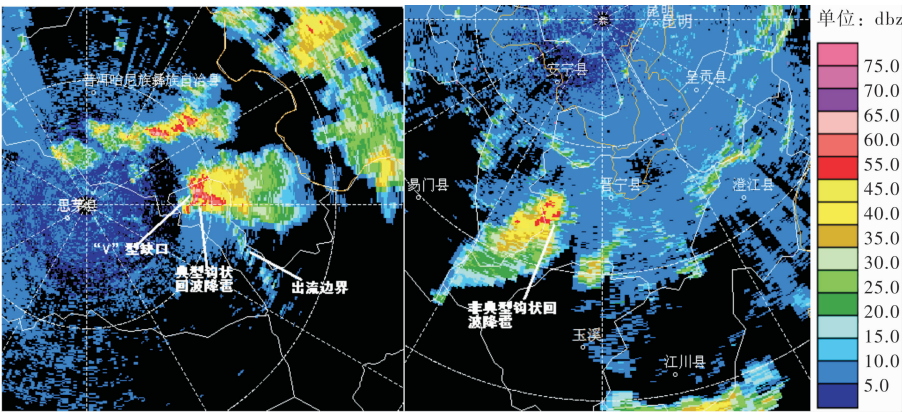 普洱哈尼族彝族自治县
思茅县
“V”型缺口
典型钩状
回波降雹
出流边界
昆明
昆明
安宁县
呈贡县
易门县
晋宁县
澄江县
非典型钩状回
波降雹
玉溪
江川县
单位：dbz
75.0
70.0
65.0
60.0
55.0
45.0
40.0
35.0
30.0
25.0
20.0
15.0
10.0
5.0